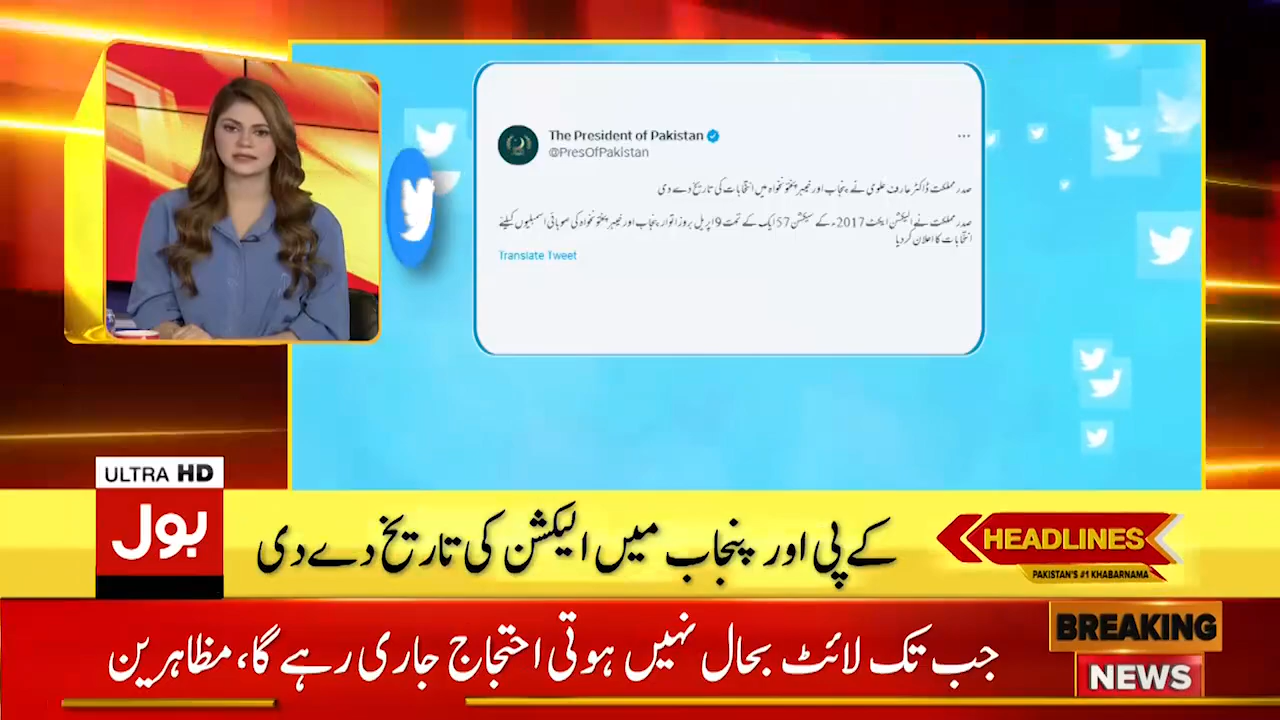 The President of Pakistan
@PresOfPakistan
صدر مملکت ڈاکٹر عارف علوی نے پنجاب اور خیبر پختونخواہ میں انتخابات کی تاریخ دے دی
صدر مملکت نے الیکشن ایکٹ 2017ء کے سیکشن 57 ایک کے تحت 9 اپریل بروز اتوار پنجاب اور خیبر پختونخواہ کی صوبائی اسمبلیوں کیلئے
انتخابات کا اعلان کردیا
Translate Tweet
ULTRA HD
بول
کے پی اور پنجاب میں الیکشن کی تاریخ دے دی
HEADLINES
PAKISTAN'S #1 KHABARNAMA
جب تک لائٹ بحال نہیں ہوتی احتجاج جاری رہے گا، مظاہرین
BREAKING
NEWS